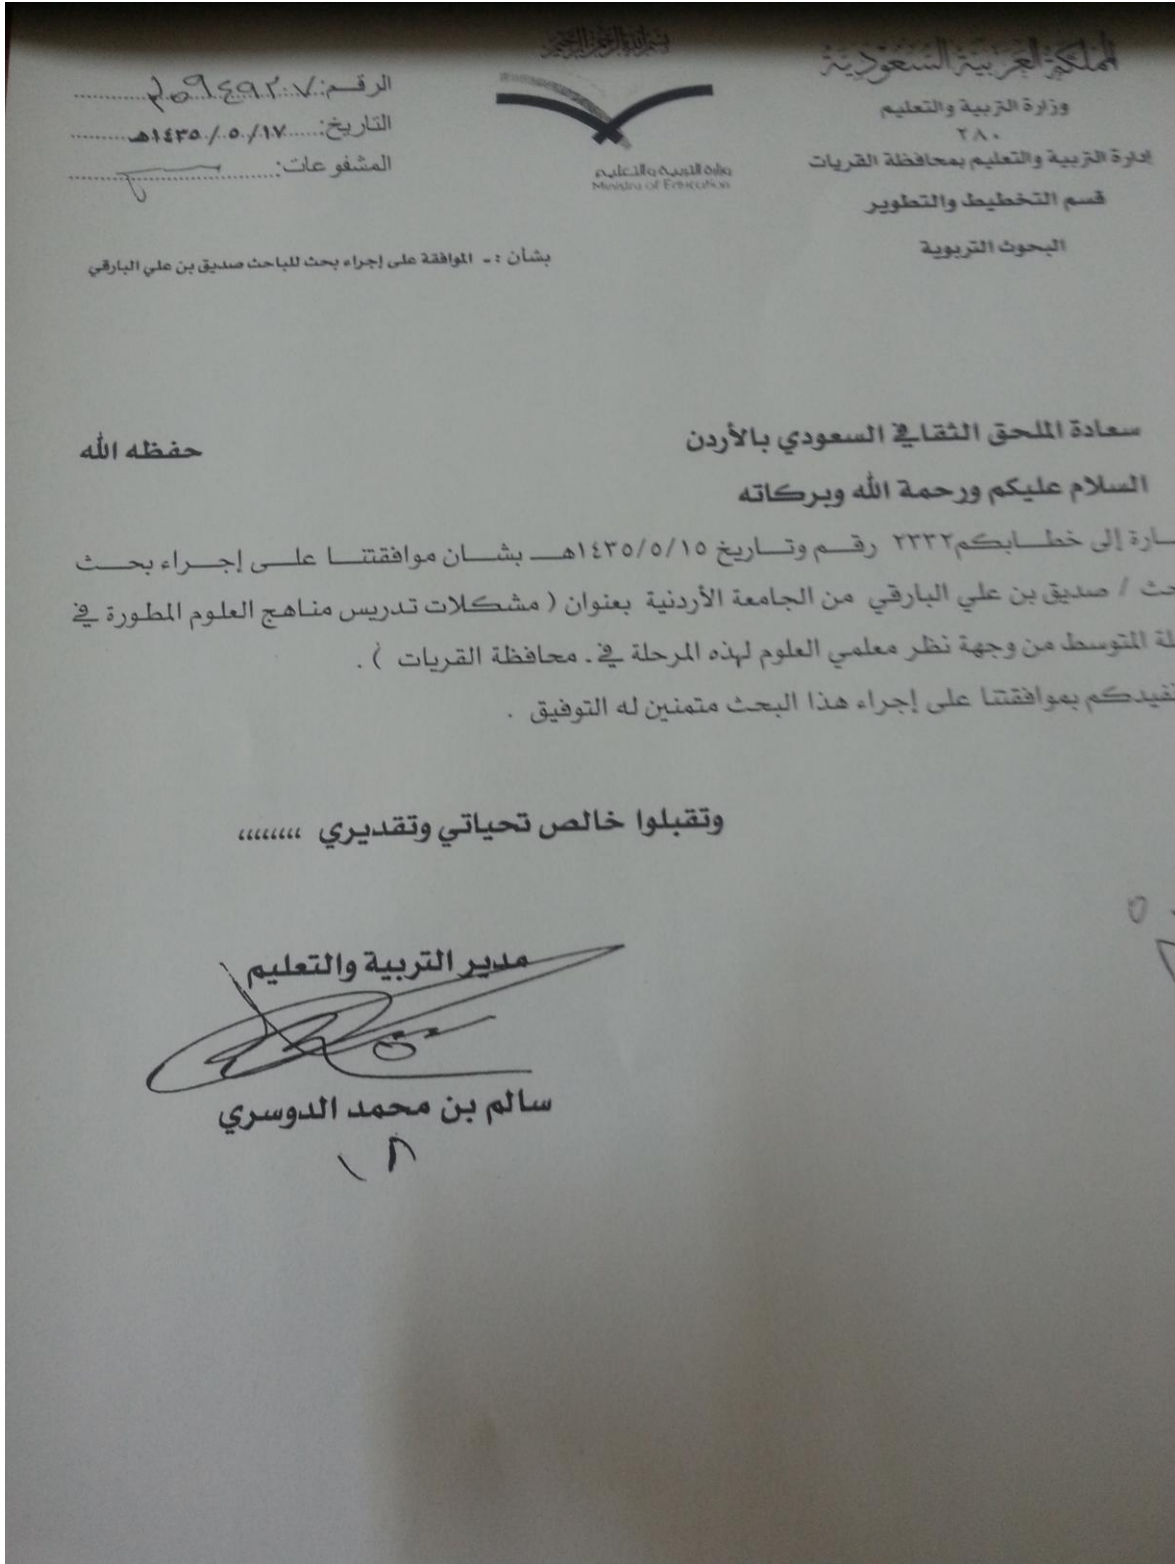 بسم الله الرحمن الرحيم
المملكة العربية السعودية
وزارة التربية والتعليم
٢٨٠
إدارة التربية والتعليم بمحافظة القريات
قسم التخطيط والتطوير
البحوث التربوية
وزارة التربية والتعليم
Ministry of Education
الرقم:
التاريخ: ١٤٣٥/٥/١٧هـ
المشفوعات:
بشأن :- الموافقة على إجراء بحث للباحث صديق بن علي البارقي
سعادة الملحق الثقافي السعودي بالأردن حفظه الله
السلام عليكم ورحمة الله وبركاته
ـارة إلى خطابكم٢٣٣٢ رقم وتاريخ ١٤٣٥/٥/١٥هـ بشان موافقتنا على إجراء بحث
حث / صديق بن علي البارقي من الجامعة الأردنية بعنوان ( مشكلات تدريس مناهج العلوم المطورة في
لة المتوسط من وجهة نظر معلمي العلوم لهذه المرحلة في . محافظة القريات ) .
فيدكم بموافقتنا على إجراء هذا البحث متمنين له التوفيق .
وتقبلوا خالص تحياتي وتقديري ،،،،،،،،
مدير التربية والتعليم
سالم بن محمد الدوسري